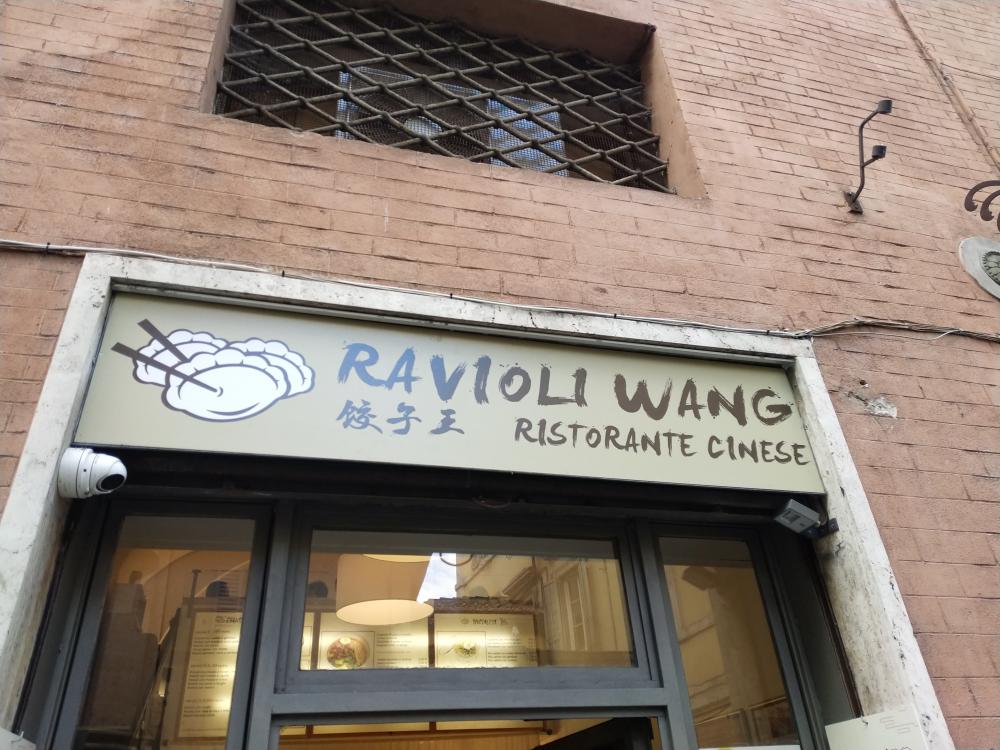 RAVIOLI WANG
饺子王
RISTORANTE CINESE